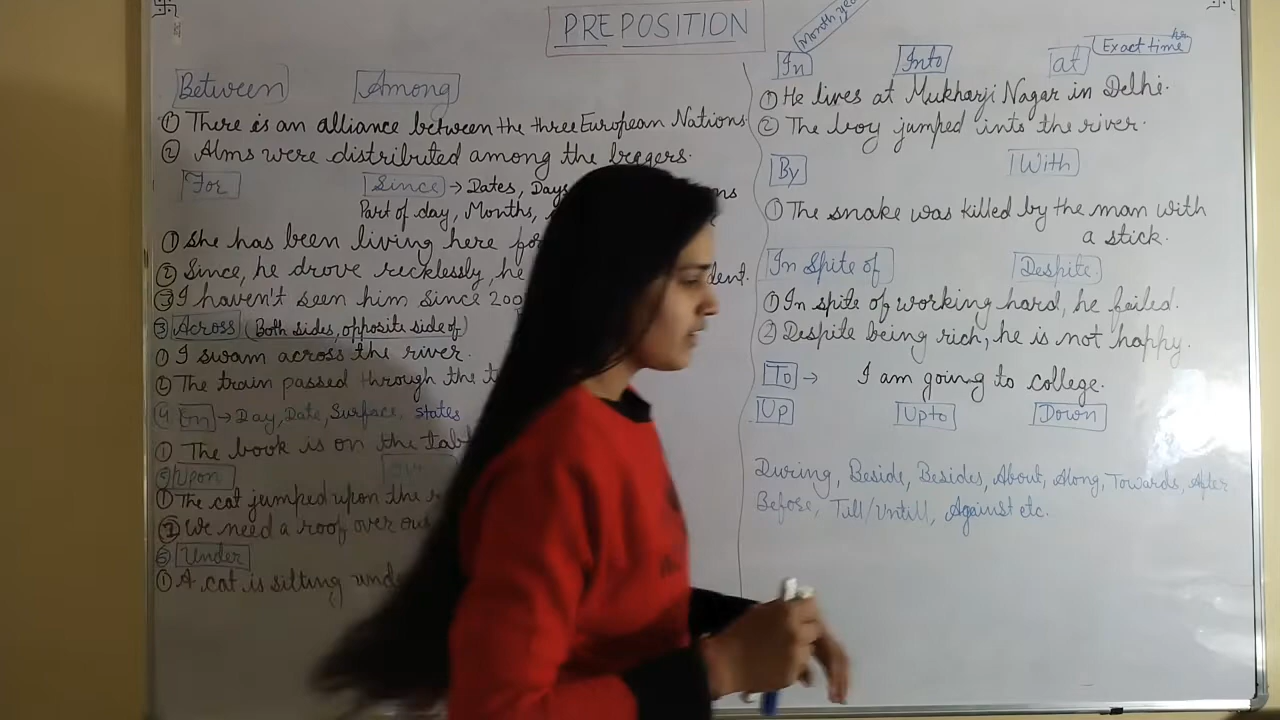 PREPOSITION
Between Among
① There is an alliance between the three European Nations.
② Alms were distributed among the beggers.
For Since → Dates, Days
Part of day, Months,
① She has been living here
② Since, he drove recklessly, he
③ I haven't seen him since
③ Across (Both sides, opposite side of)
① I swam across the river.
② The train passed through the
④ On → Day, Date, Surface, states
① The book is on the
Upon
① The cat jumped upon the
② We need a roof over our
⑤ Under
① A cat is sitting
Month,
In Into at Exact time
① He lives at Mukharji Nagar in Delhi.
② The boy jumped into the river.
By With
① The snake was killed by the man with
a stick.
In Spite of Despite
① In spite of working hard, he failed.
② Despite being rich, he is not happy.
To → I am going to college.
Up Upto Down
During, Beside, Besides, About, Along, Towards, After
Before, Till/Untill, Against etc.